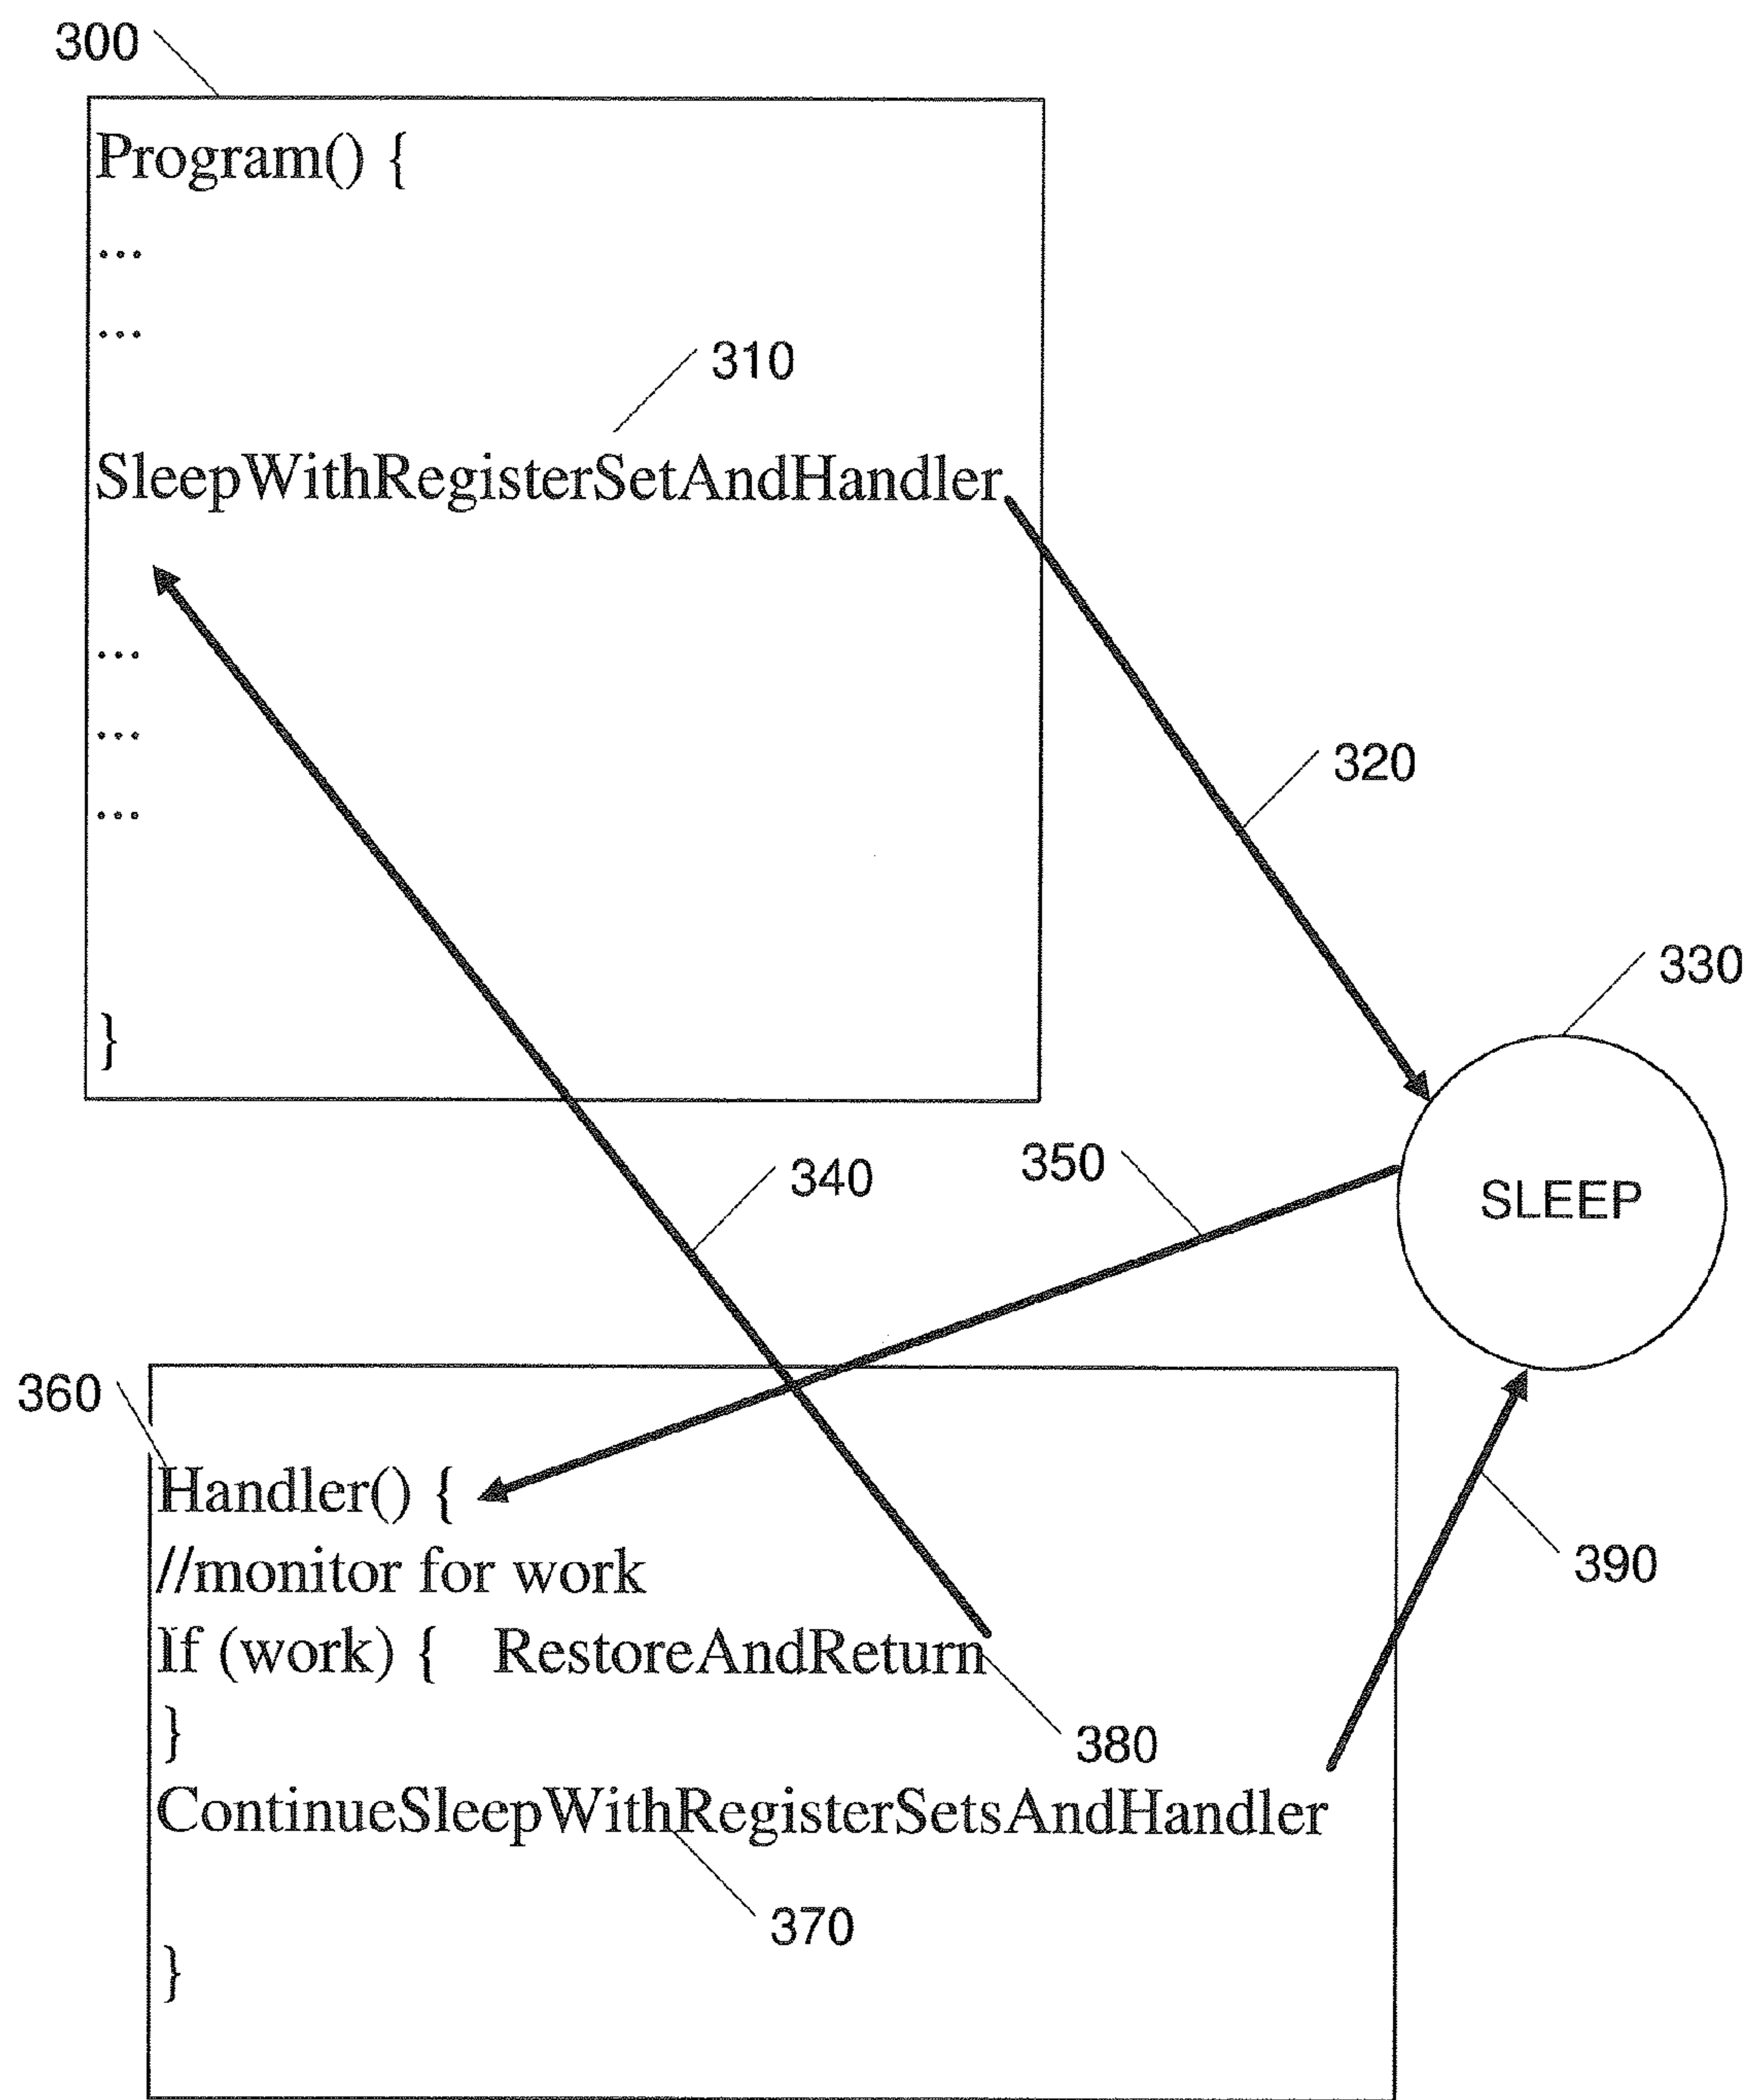 300
Program() {
...
...
310
SleepWithRegisterSetAndHandler
...
...
...
320
}
330
340
350
SLEEP
360
Handler() {
//monitor for work
If (work) { RestoreAndReturn
}
380
390
ContinueSleepWithRegisterSetsAndHandler
370
}